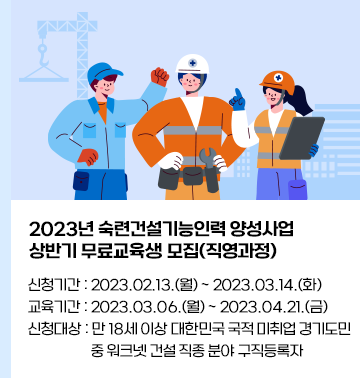 2023년 숙련건설기능인력 양성사업
상반기 무료교육생 모집(직영과정)
신청기간 : 2023.02.13.(월) ~ 2023.03.14.(화)
교육기간 : 2023.03.06.(월) ~ 2023.04.21.(금)
신청대상 : 만 18세 이상 대한민국 국적 미취업 경기도민
중 워크넷 건설 직종 분야 구직등록자